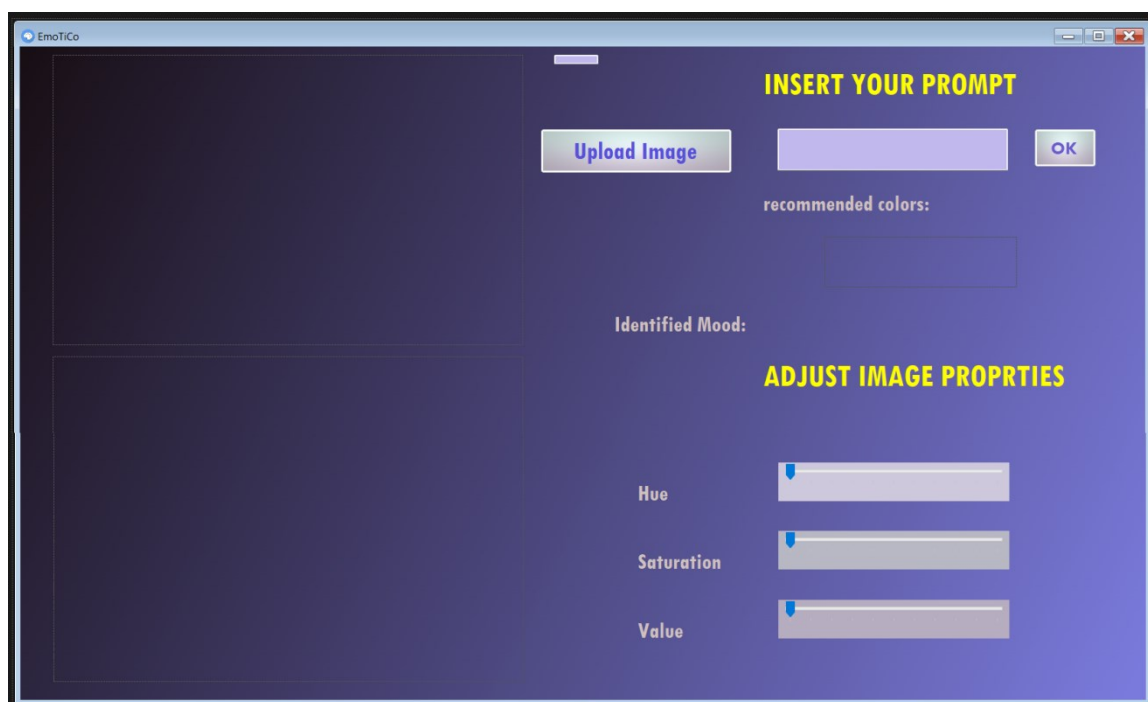 EmoTiCo
INSERT YOUR PROMPT
Upload Image
OK
recommended colors:
Identified Mood:
ADJUST IMAGE PROPRTIES
Hue
Saturation
Value